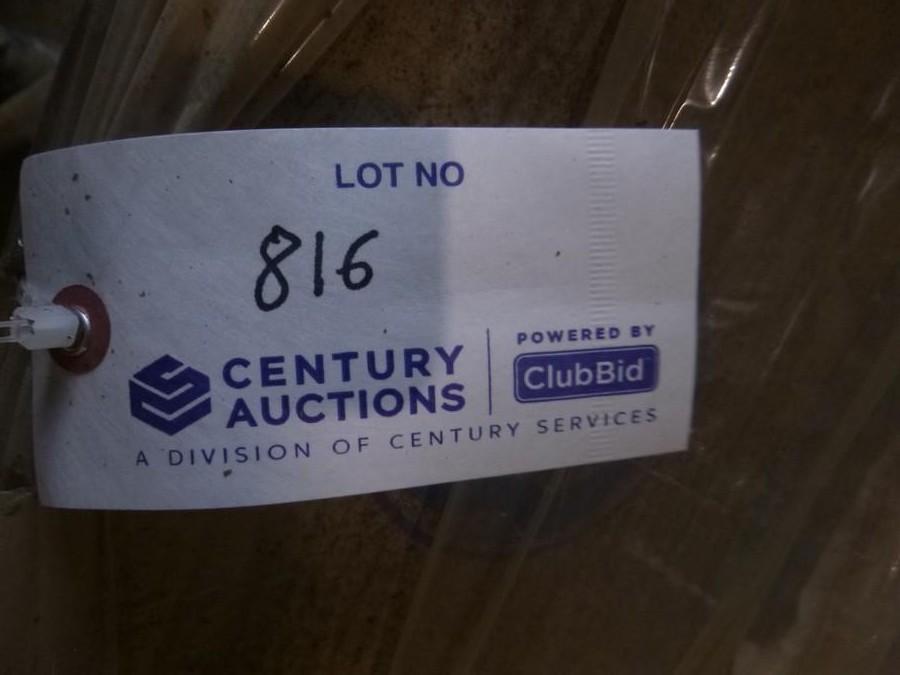 LOT NO
816
CENTURY
AUCTIONS
POWERED BY
ClubBid
A DIVISION OF CENTURY SERVICES